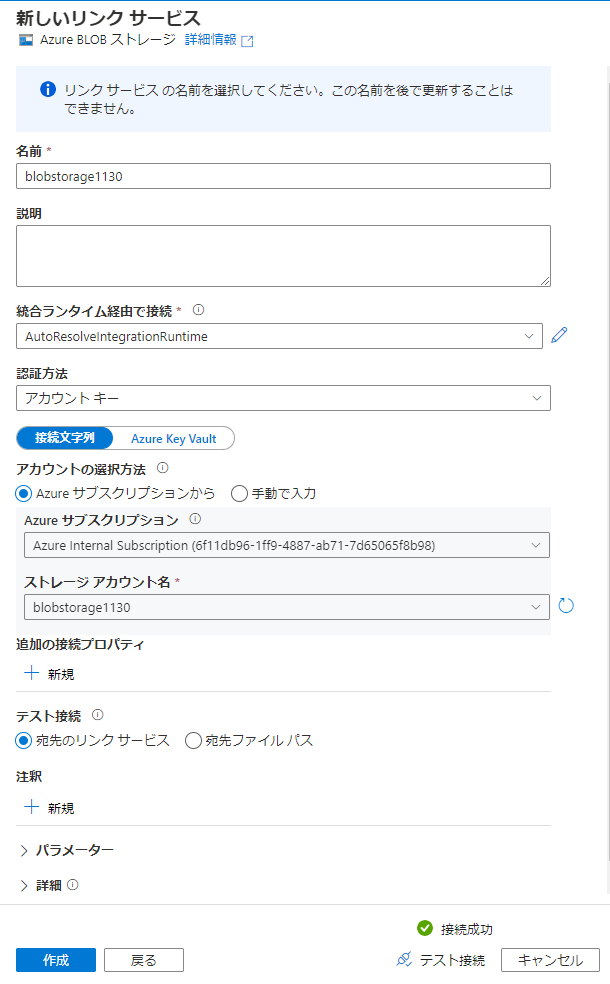 新しいリンク サービス
Azure BLOB ストレージ 詳細情報
リンク サービス の名前を選択してください。この名前を後で更新することは
できません。
名前 *
blobstorage1130
説明
統合ランタイム経由で接続 *
AutoResolveIntegrationRuntime
認証方法
アカウント キー
接続文字列 Azure Key Vault
アカウントの選択方法
Azure サブスクリプションから 手動で入力
Azure サブスクリプション
Azure Internal Subscription (6f11db96-1ff9-4887-ab71-7d65065f8b98)
ストレージ アカウント名 *
blobstorage1130
追加の接続プロパティ
新規
テスト接続
宛先のリンク サービス 宛先ファイル パス
注釈
新規
パラメーター
詳細
接続成功
作成 戻る テスト接続 キャンセル